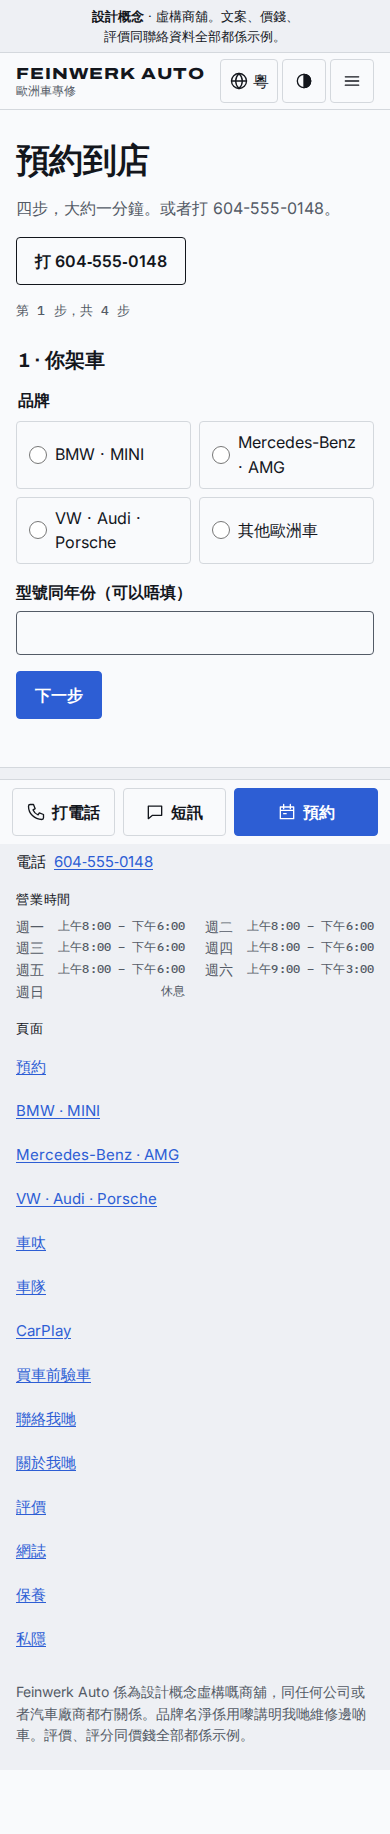 設計概念 · 虛構商舖。文案、價錢、
評價同聯絡資料全部都係示例。
FEINWERK AUTO
歐洲車專修
粵
預約到店
四步，大約一分鐘。或者打 604-555-0148。
打 604-555-0148
第 1 步，共 4 步
1 · 你架車
品牌
BMW · MINI
Mercedes-Benz
· AMG
VW · Audi ·
Porsche
其他歐洲車
型號同年份（可以唔填）
下一步
打電話
短訊
預約
電話 604-555-0148
營業時間
週一 上午8:00 – 下午6:00
週二 上午8:00 – 下午6:00
週三 上午8:00 – 下午6:00
週四 上午8:00 – 下午6:00
週五 上午8:00 – 下午6:00
週六 上午9:00 – 下午3:00
週日 休息
頁面
預約
BMW · MINI
Mercedes-Benz · AMG
VW · Audi · Porsche
車呔
車隊
CarPlay
買車前驗車
聯絡我哋
關於我哋
評價
網誌
保養
私隱
Feinwerk Auto 係為設計概念虛構嘅商舖，同任何公司或
者汽車廠商都冇關係。品牌名淨係用嚟講明我哋維修邊啲
車。評價、評分同價錢全部都係示例。